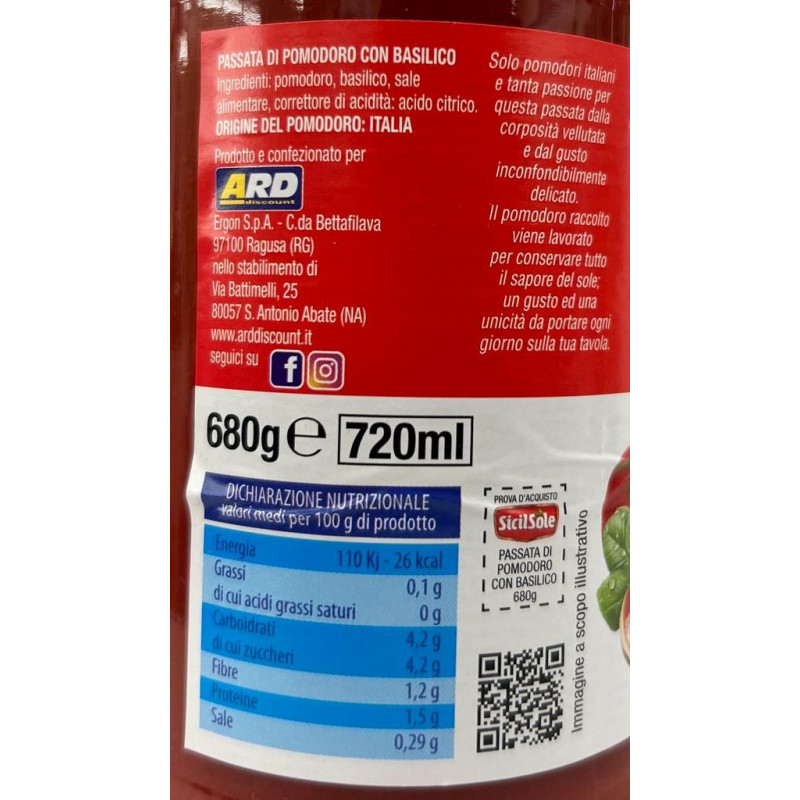 PASSATA DI POMODORO CON BASILICO
Ingredienti: pomodoro, basilico, sale
alimentare, correttore di acidità: acido citrico.
ORIGINE DEL POMODORO: ITALIA
Prodotto e confezionato per
ARD
discount
Ergon S.p.A. - C.da Bettafilava
97100 Ragusa (RG)
nello stabilimento di
Via Battimelli, 25
80057 S. Antonio Abate (NA)
www.arddiscount.it
seguici su
f
Solo pomodori italiani
e tanta passione per
questa passata dalla
corposità vellutata
e dal gusto
inconfondibilmente
delicato.
Il pomodoro raccolto
viene lavorato
per conservare tutto
il sapore del sole;
un gusto ed una
unicità da portare ogni
giorno sulla tua tavola.
680g ℮ 720ml
DICHIARAZIONE NUTRIZIONALE
valori medi per 100 g di prodotto
Energia 110 Kj - 26 kcal
Grassi 0,1 g
di cui acidi grassi saturi 0 g
Carboidrati 4,2 g
di cui zuccheri 4,2 g
Fibre 1,2 g
Proteine 1,5 g
Sale 0,29 g
PROVA D'ACQUISTO
SicilSole
PASSATA DI
POMODORO
CON BASILICO
680g
Immagine a scopo illustrativo